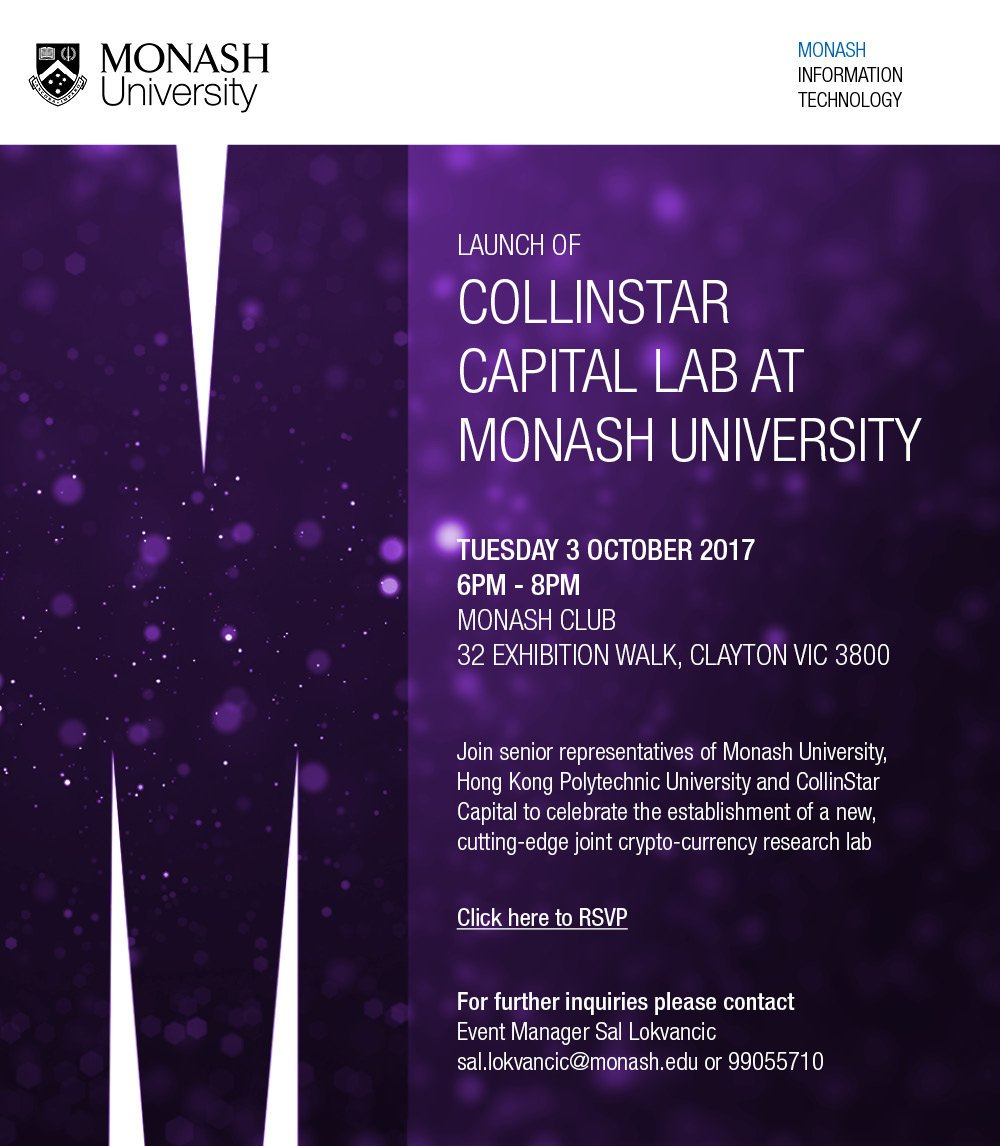 MONASH
University
MONASH
INFORMATION
TECHNOLOGY
LAUNCH OF
COLLINSTAR
CAPITAL LAB AT
MONASH UNIVERSITY
TUESDAY 3 OCTOBER 2017
6PM - 8PM
MONASH CLUB
32 EXHIBITION WALK, CLAYTON VIC 3800
Join senior representatives of Monash University,
Hong Kong Polytechnic University and CollinStar
Capital to celebrate the establishment of a new,
cutting-edge joint crypto-currency research lab
Click here to RSVP
For further inquiries please contact
Event Manager Sal Lokvancic
sal.lokvancic@monash.edu or 99055710